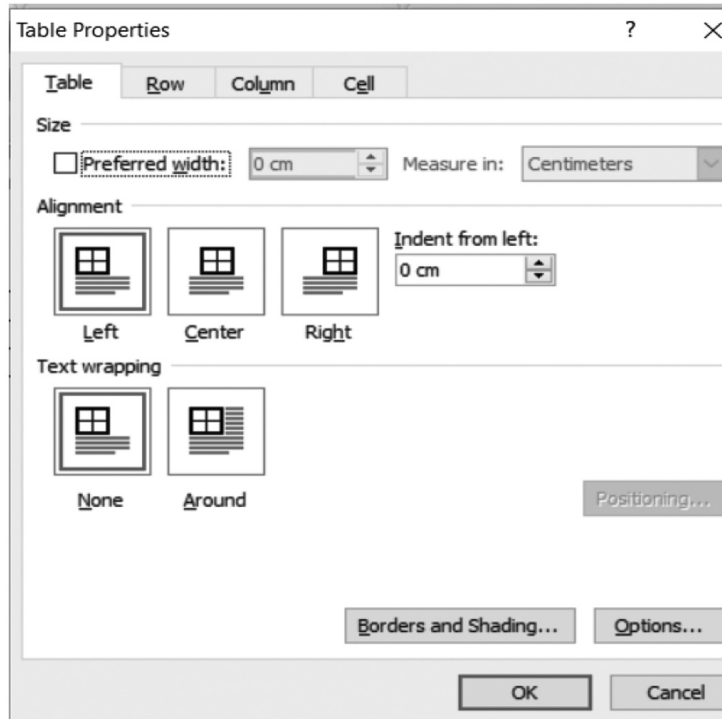 Table Properties ?
Table Row Column Cell
Size
Preferred width: 0 cm Measure in: Centimeters
Alignment
Indent from left:
0 cm
Left Center Right
Text wrapping
None Around
Positioning...
Borders and Shading... Options...
OK Cancel